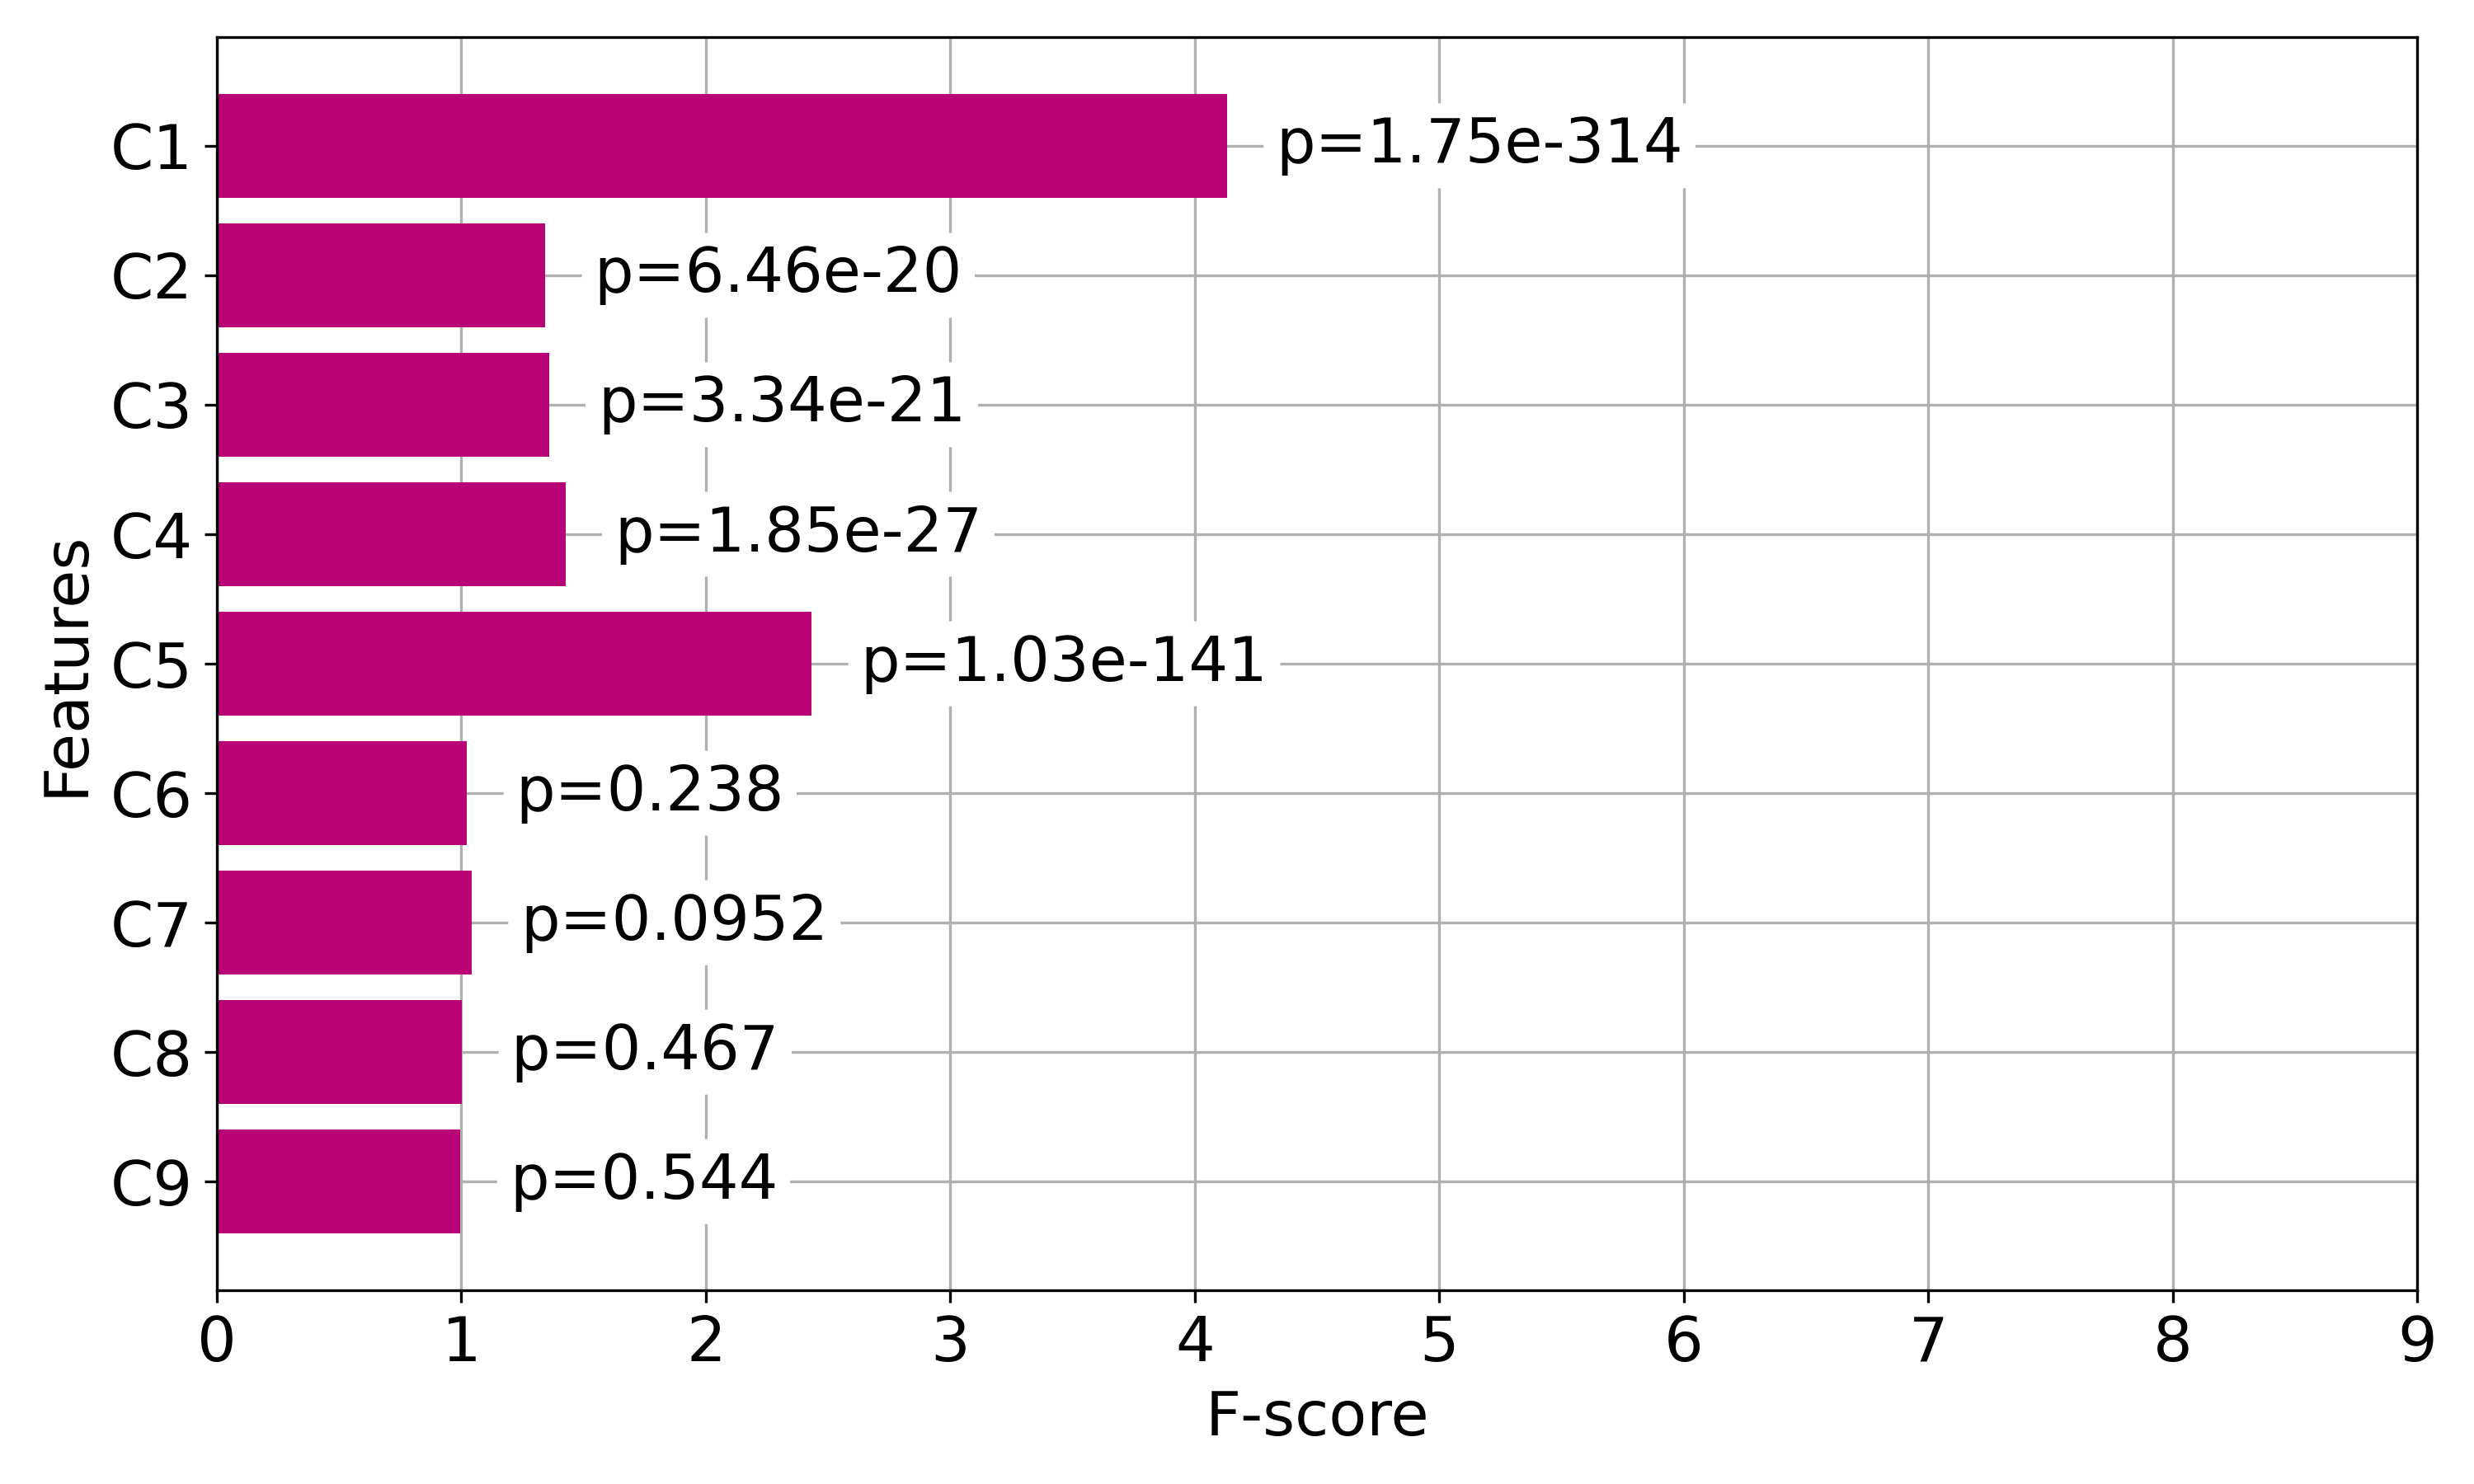 C1
p=1.75e-314
C2
p=6.46e-20
C3
p=3.34e-21
C4
p=1.85e-27
C5
p=1.03e-141
C6
p=0.238
C7
p=0.0952
C8
p=0.467
C9
p=0.544
Features
0 1 2 3 4 5 6 7 8 9
F-score